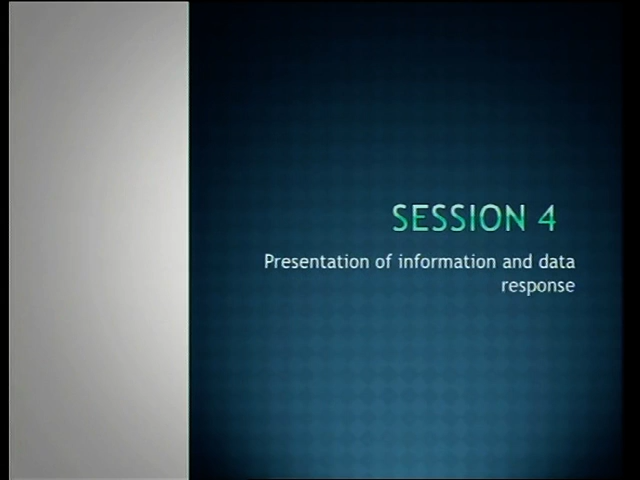 SESSION 4
Presentation of information and data
response